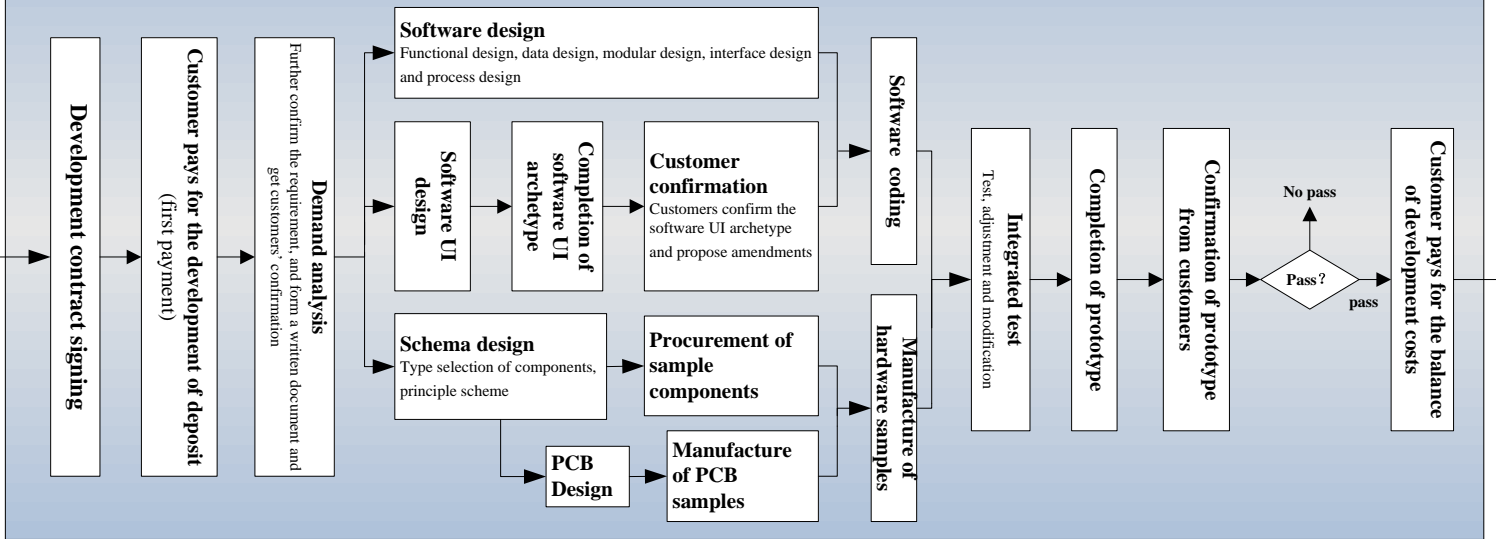 Development contract signing
Customer pays for the development of deposit
(first payment)
Demand analysis
Further confirm the requirement, and form a written document and
get customers' confirmation
Software design
Functional design, data design, modular design, interface design
and process design
Software UI
design
Completion of
software UI
archetype
Customer
confirmation
Customers confirm the
software UI archetype
and propose amendments
Schema design
Type selection of components,
principle scheme
Procurement of
sample
components
PCB
Design
Manufacture
of PCB
samples
Software coding
Manufacture of
hardware samples
Integrated test
Test, adjustment and modification
Completion of prototype
Confirmation of prototype
from customers
No pass
Pass?
pass
Customer pays for the balance
of development costs